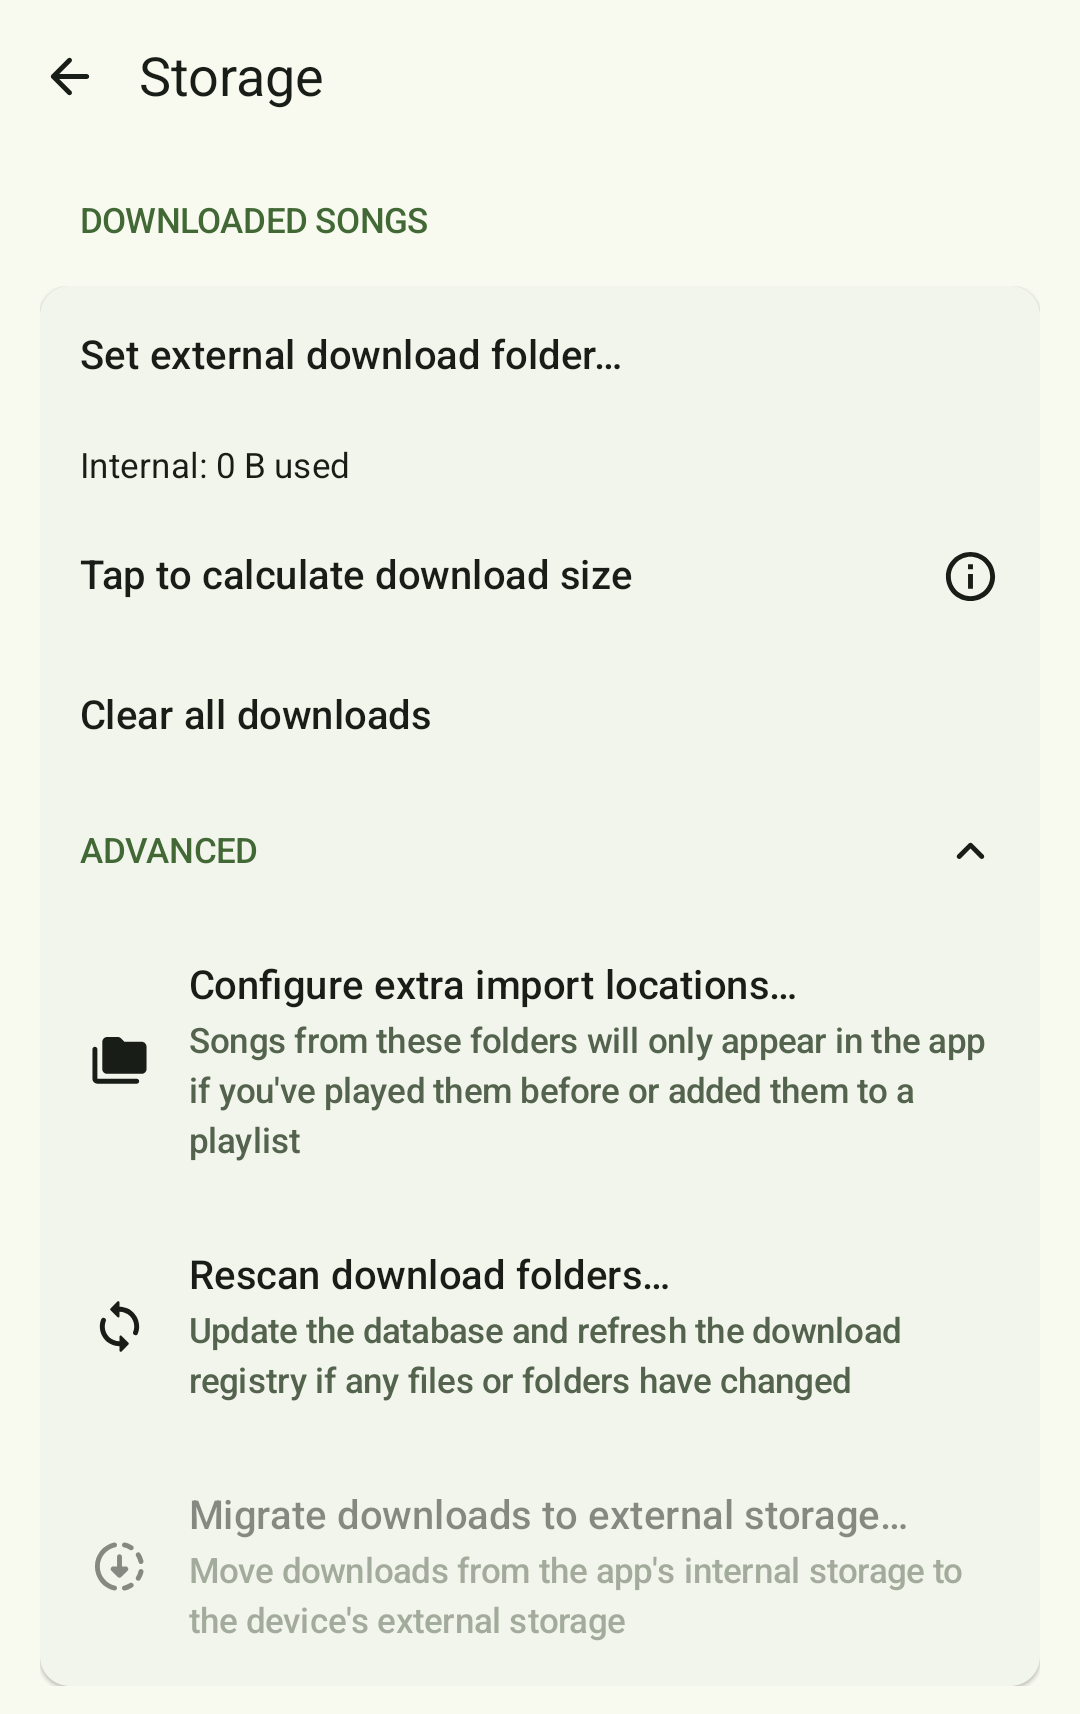 Storage
DOWNLOADED SONGS
Set external download folder…
Internal: 0 B used
Tap to calculate download size
Clear all downloads
ADVANCED
Configure extra import locations…
Songs from these folders will only appear in the app
if you've played them before or added them to a
playlist
Rescan download folders…
Update the database and refresh the download
registry if any files or folders have changed
Migrate downloads to external storage…
Move downloads from the app's internal storage to
the device's external storage